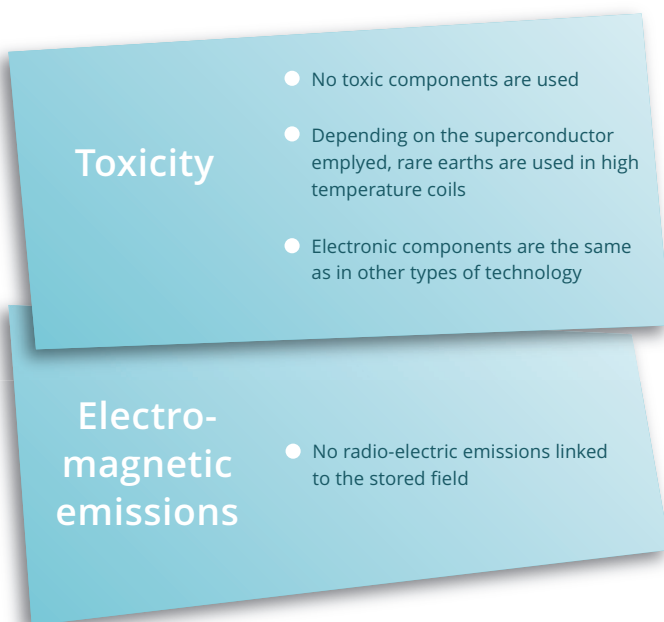 Toxicity
No toxic components are used
Depending on the superconductor
emplyed, rare earths are used in high
temperature coils
Electronic components are the same
as in other types of technology
Electro-
magnetic
emissions
No radio-electric emissions linked
to the stored field